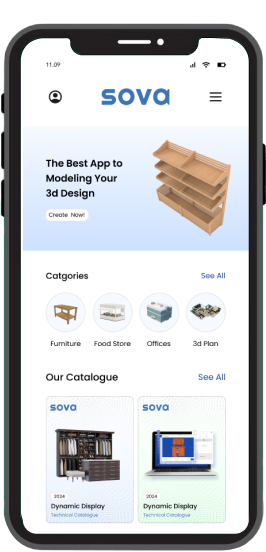 11.09
sova
The Best App to
Modeling Your
3d Design
Create Now!
Catgories
See All
Furniture
Food Store
Offices
3d Plan
Our Catalogue
See All
sova
sova
2024
2024
Dynamic Display
Dynamic Display
Technical Catalogue
Technical Catalogue